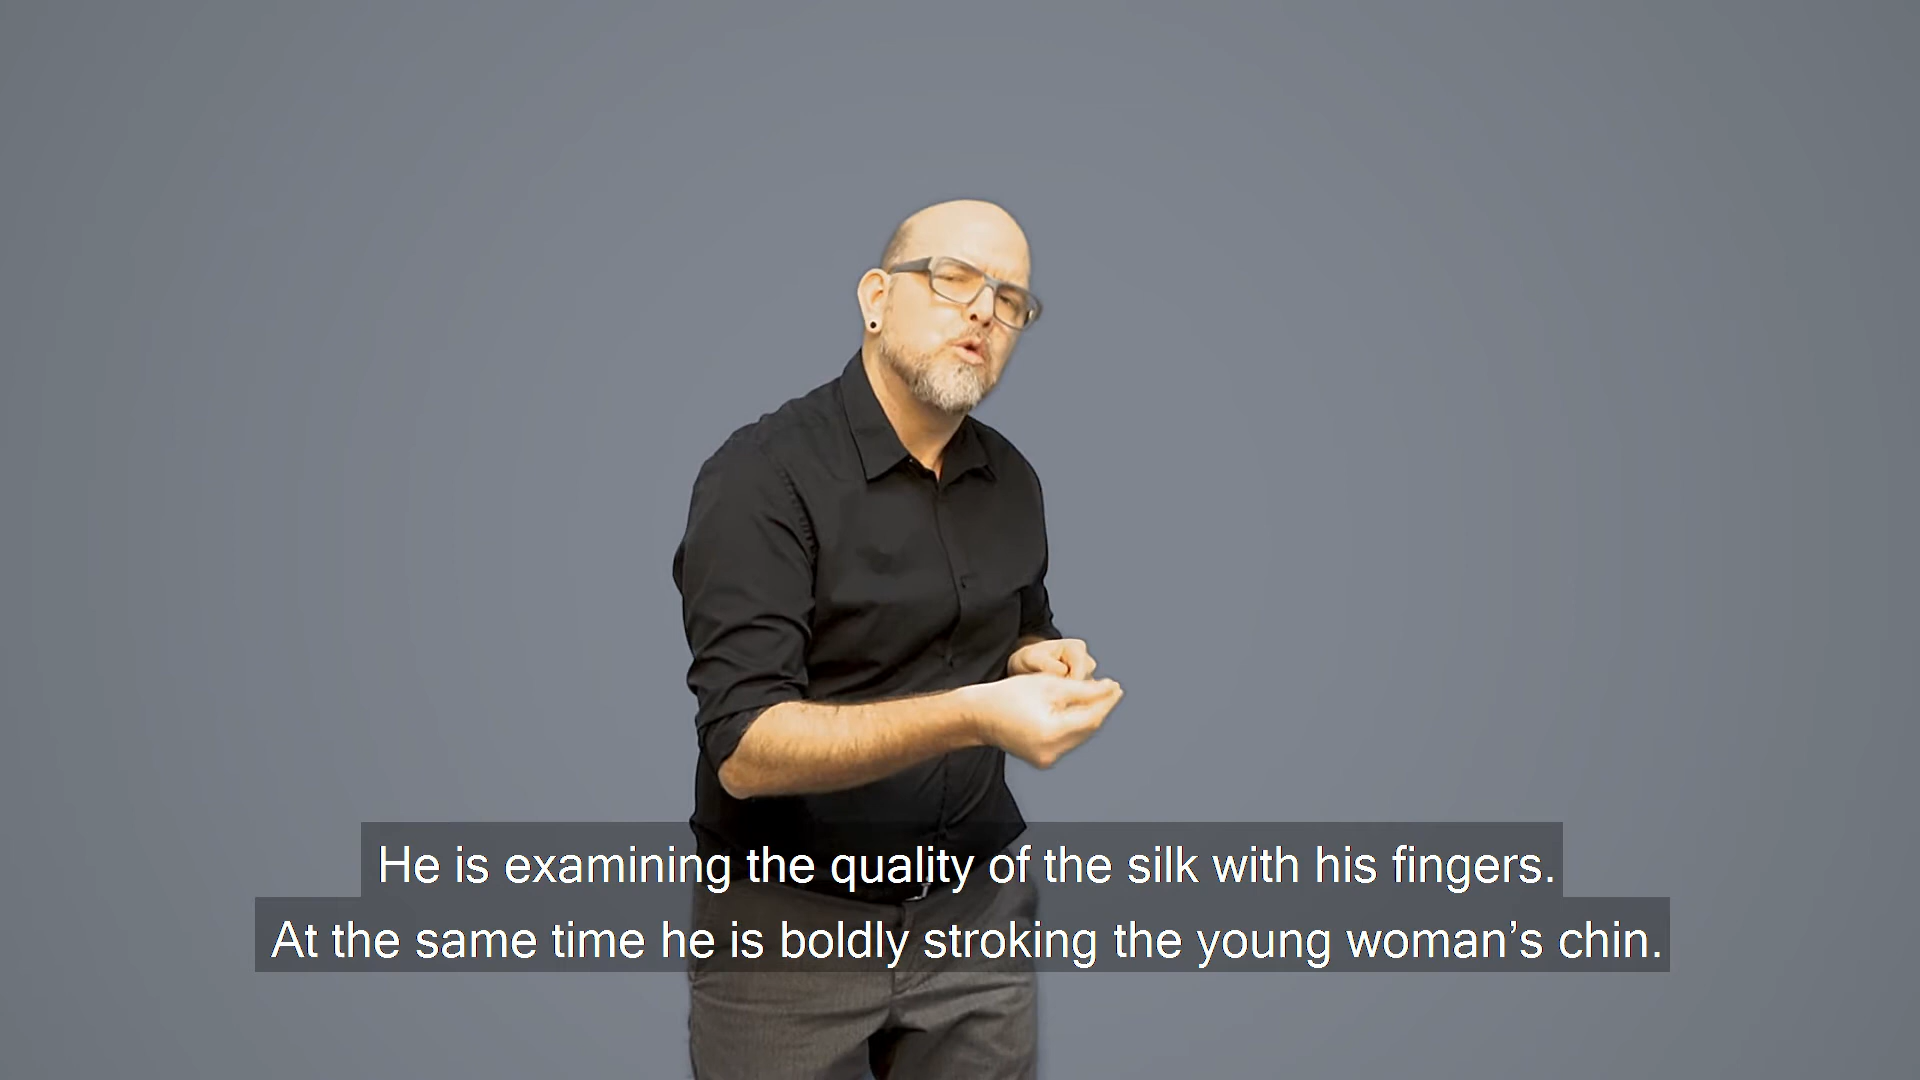 He is examining the quality of the silk with his fingers.
At the same time he is boldly stroking the young woman’s chin.